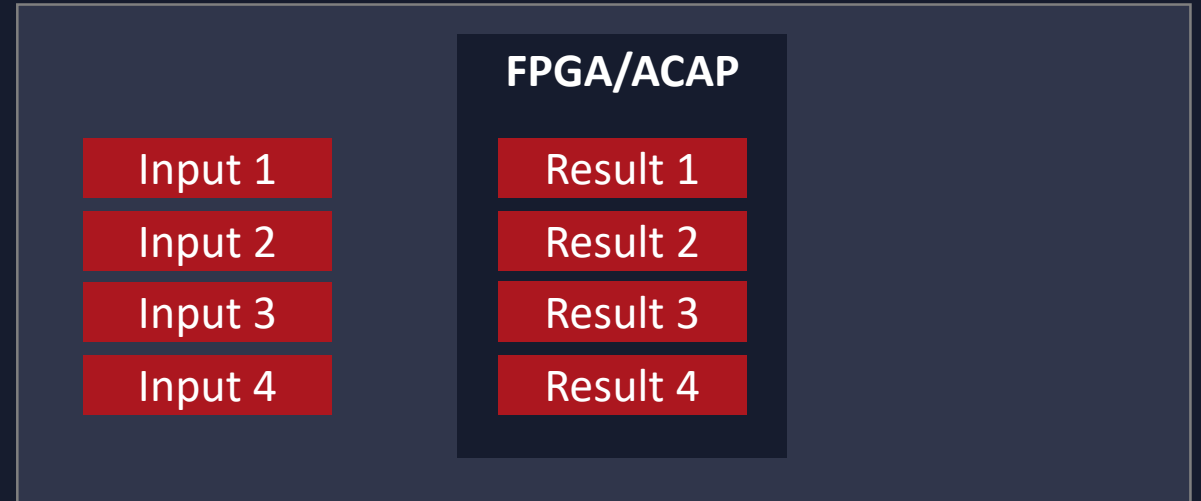 FPGA/ACAP
Input 1
Result 1
Input 2
Result 2
Input 3
Result 3
Input 4
Result 4